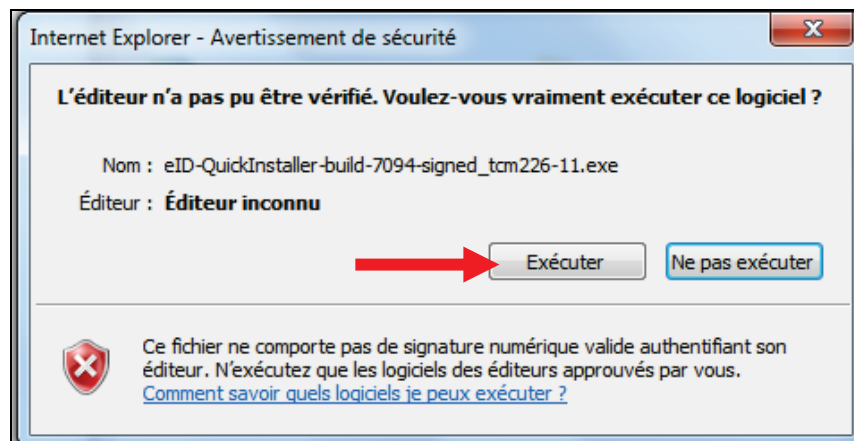 Internet Explorer - Avertissement de sécurité
L'éditeur n'a pas pu être vérifié. Voulez-vous vraiment exécuter ce logiciel ?
Nom : eID-QuickInstaller-build-7094-signed_tcm226-11.exe
Éditeur : Éditeur inconnu
Exécuter Ne pas exécuter
Ce fichier ne comporte pas de signature numérique valide authentifiant son
éditeur. N'exécutez que les logiciels des éditeurs approuvés par vous.
Comment savoir quels logiciels je peux exécuter ?